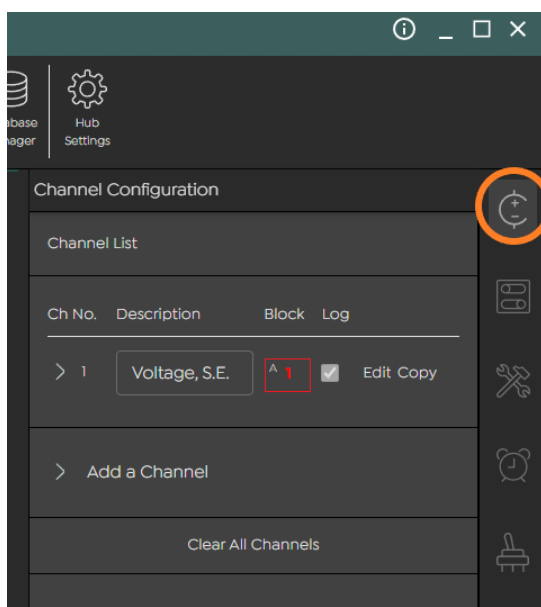 abase Hub
nager Settings
Channel Configuration
Channel List
Ch No. Description Block Log
1 Voltage, S.E. A 1 Edit Copy
Add a Channel
Clear All Channels